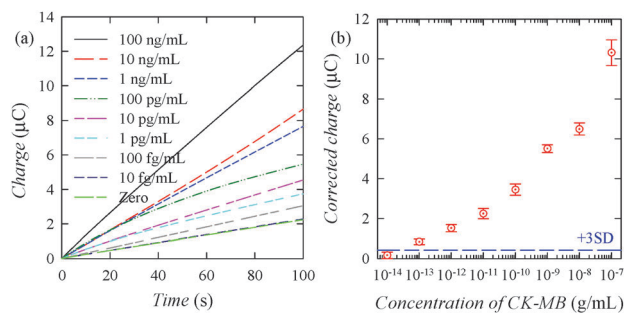 (a)
14
12
10
8
6
4
2
0
Charge (μC)
100 ng/mL
10 ng/mL
1 ng/mL
100 pg/mL
10 pg/mL
1 pg/mL
100 fg/mL
10 fg/mL
Zero
0 20 40 60 80 100
Time (s)
(b)
12
10
8
6
4
2
0
Corrected charge (μC)
+3SD
10-14 10-13 10-12 10-11 10-10 10-9 10-8 10-7
Concentration of CK-MB (g/mL)